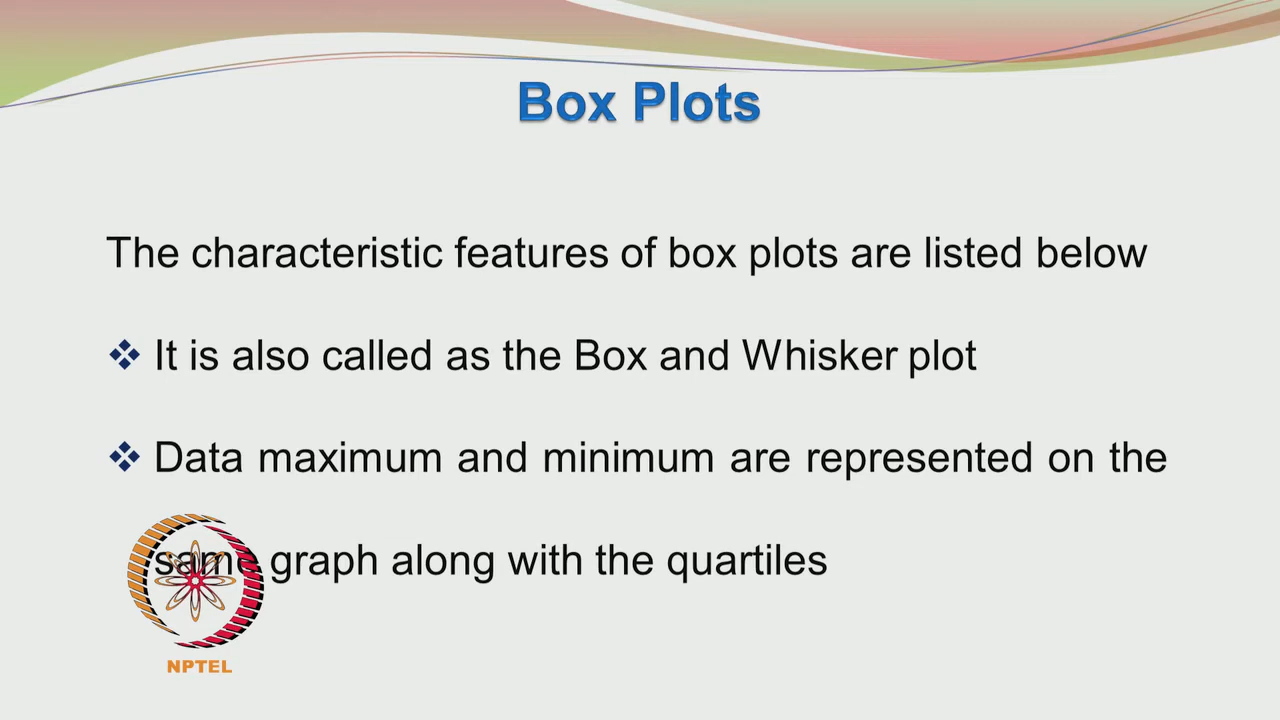 Box Plots
The characteristic features of box plots are listed below
❖ It is also called as the Box and Whisker plot
❖ Data maximum and minimum are represented on the
same graph along with the quartiles
NPTEL